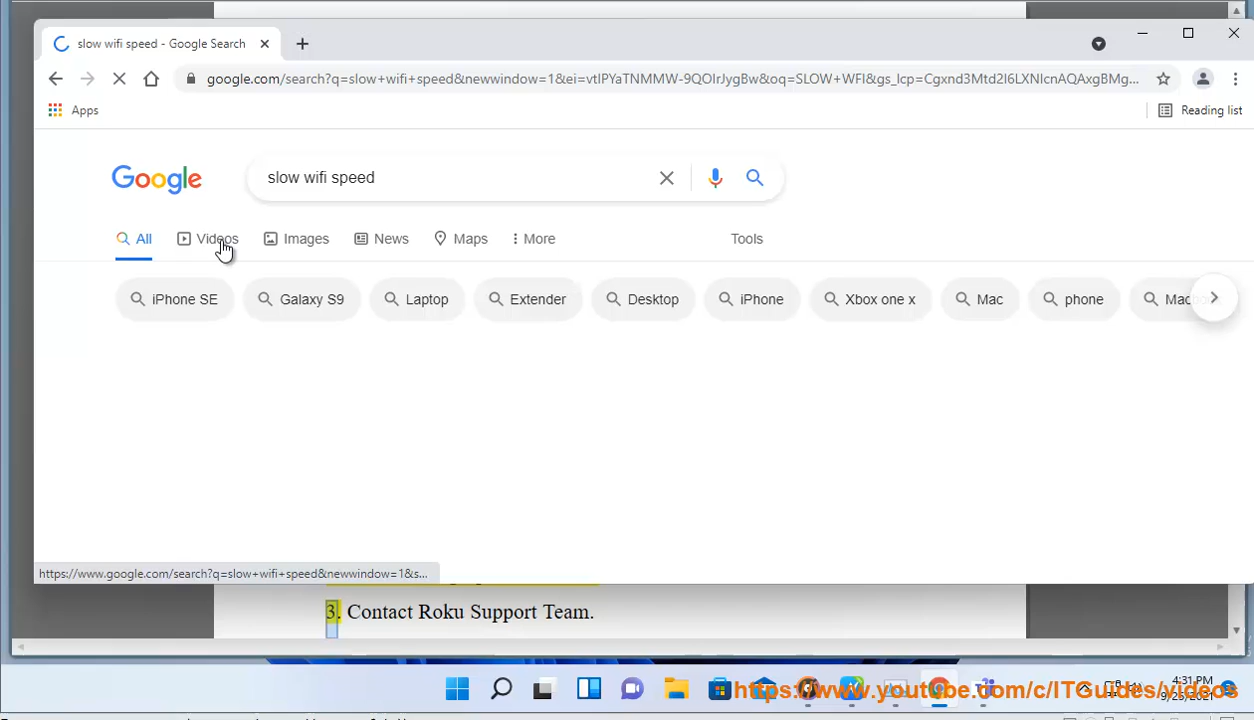 slow wifi speed - Google Search
google.com/search?q=slow+wifi+speed&newwindow=1&ei=vtlPYaTNMMW-9QOIrJygBw&oq=SLOW+WFI&gs_lcp=Cgxnd3Mtd2l6LXNlcnAQAxgBMg...
Apps
Reading list
Google
slow wifi speed
All
Videos
Images
News
Maps
More
Tools
iPhone SE
Galaxy S9
Laptop
Extender
Desktop
iPhone
Xbox one x
Mac
phone
https://www.google.com/search?q=slow+wifi+speed&newwindow=1&s...
3. Contact Roku Support Team.
4:31 PM
https://www.youtube.com/c/ITGuides/videos